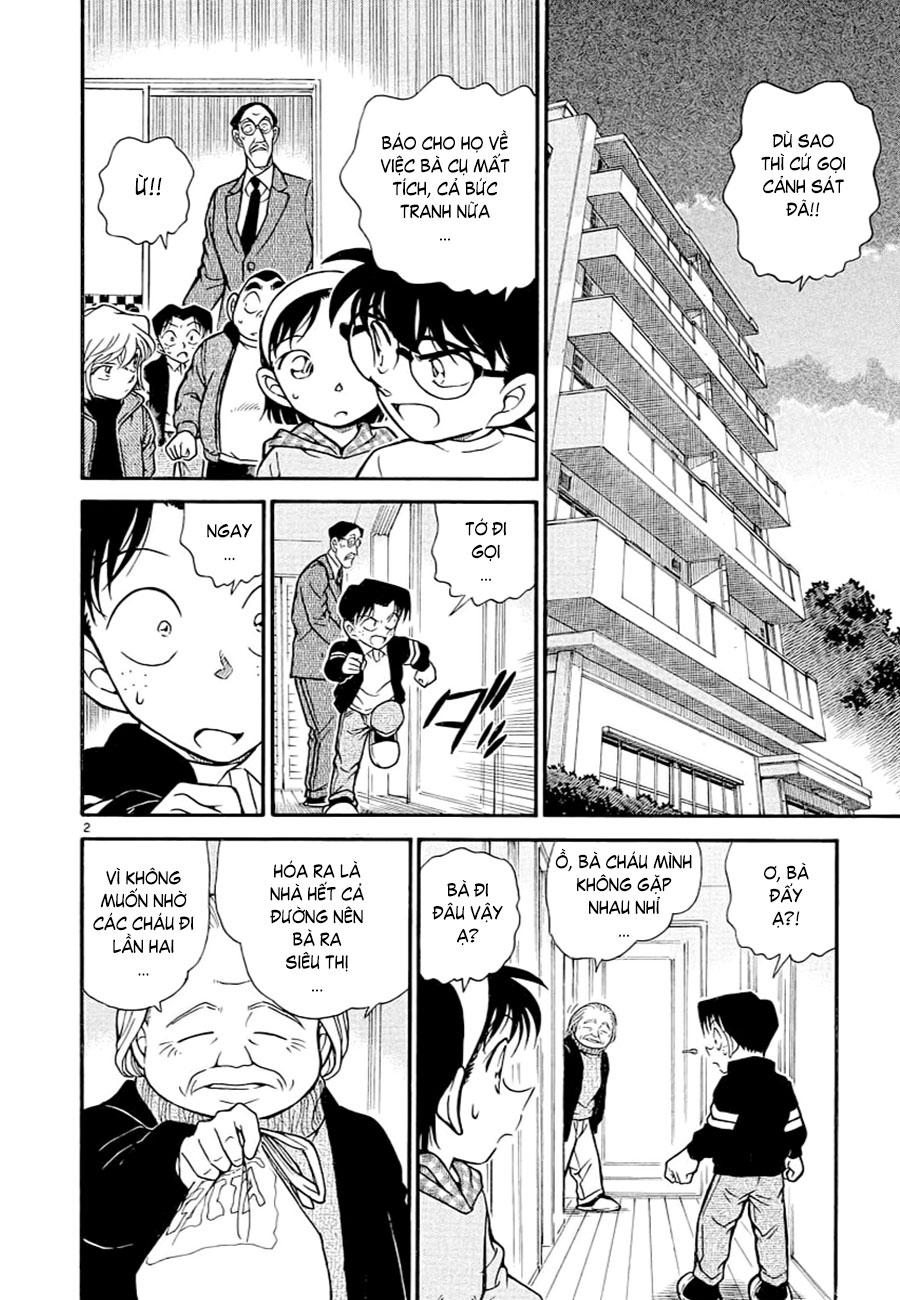 DÙ SAO
THÌ CỨ GỌI
CẢNH SÁT
ĐÃ!!
BÁO CHO HỌ VỀ
VIỆC BÀ CỤ MẤT
TÍCH, CẢ BỨC
TRANH NỮA
...
Ừ!!
TỚ ĐI
GỌI
...
ダダッ
NGAY
...
2
Ơ, BÀ
ĐẤY
Ạ?!
Ồ, BÀ CHÁU MÌNH
KHÔNG GẶP
NHAU NHỈ
...
BÀ ĐI
ĐÂU VẬY
Ạ?
HÓA RA LÀ
NHÀ HẾT CẢ
ĐƯỜNG NÊN
BÀ RA
SIÊU THỊ
...
VÌ KHÔNG
MUỐN NHỜ
CÁC CHÁU ĐI
LẦN HAI
...